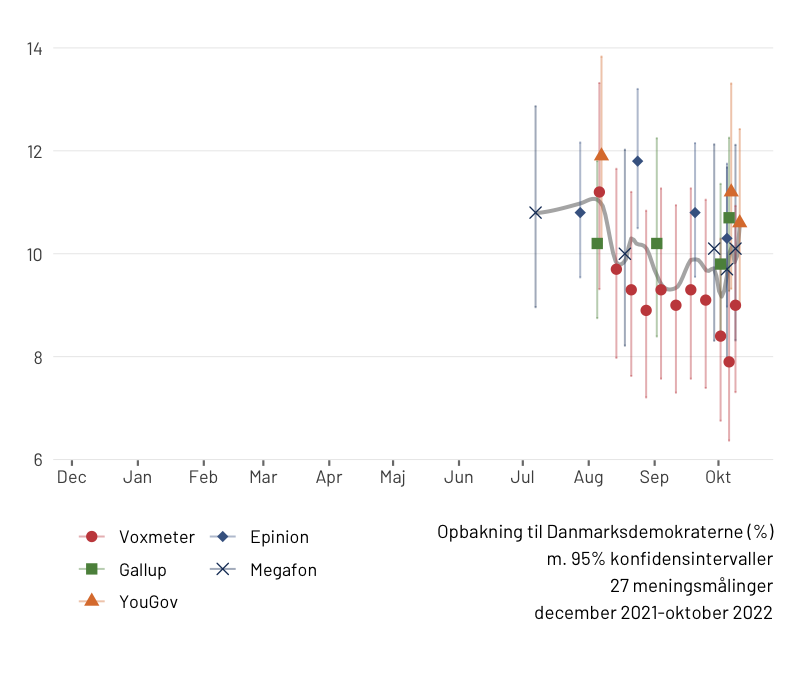 14
12
10
8
6
Dec Jan Feb Mar Apr Maj Jun Jul Aug Sep Okt
Voxmeter Epinion
Gallup Megafon
YouGov
Opbakning til Danmarksdemokraterne (%)
m. 95% konfidensintervaller
27 meningsmålinger
december 2021-oktober 2022